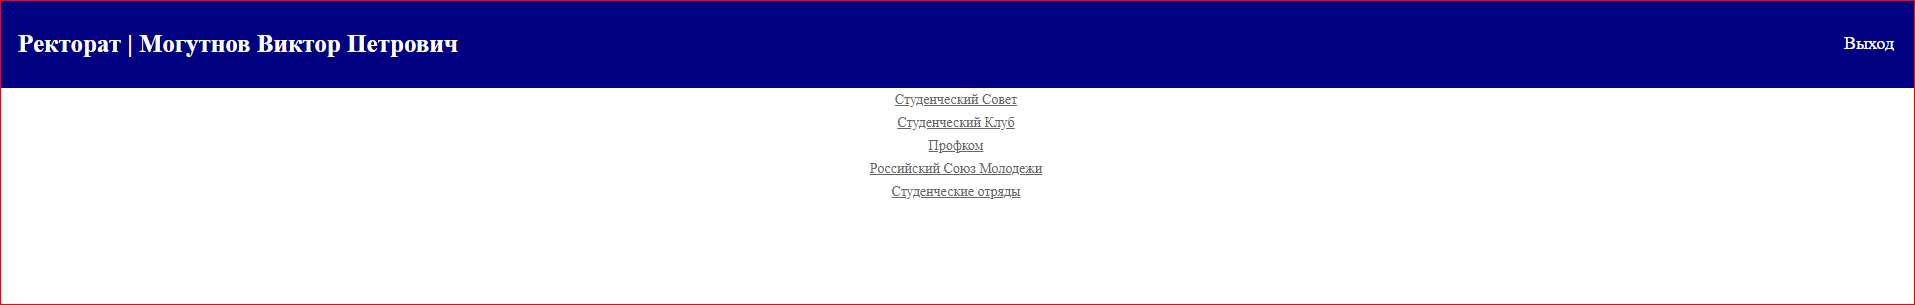 Ректорат | Могутнов Виктор Петрович
Выход
Студенческий Совет
Студенческий Клуб
Профком
Российский Союз Молодежи
Студенческие отряды